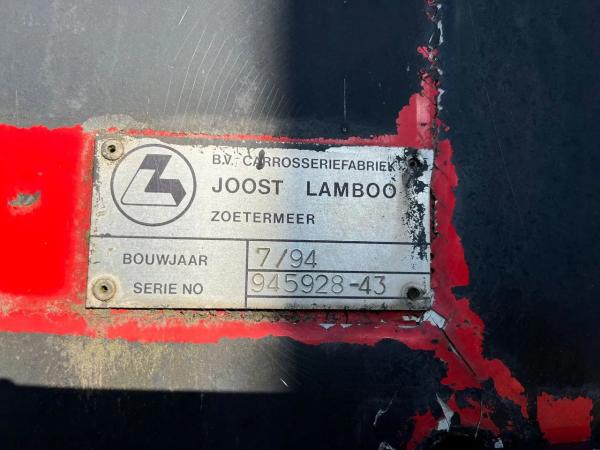 B.V. CARROSSERIEFABRIEK
JOOST LAMBOO
ZOETERMEER
BOUWJAAR 7/94
SERIE NO 945928-43